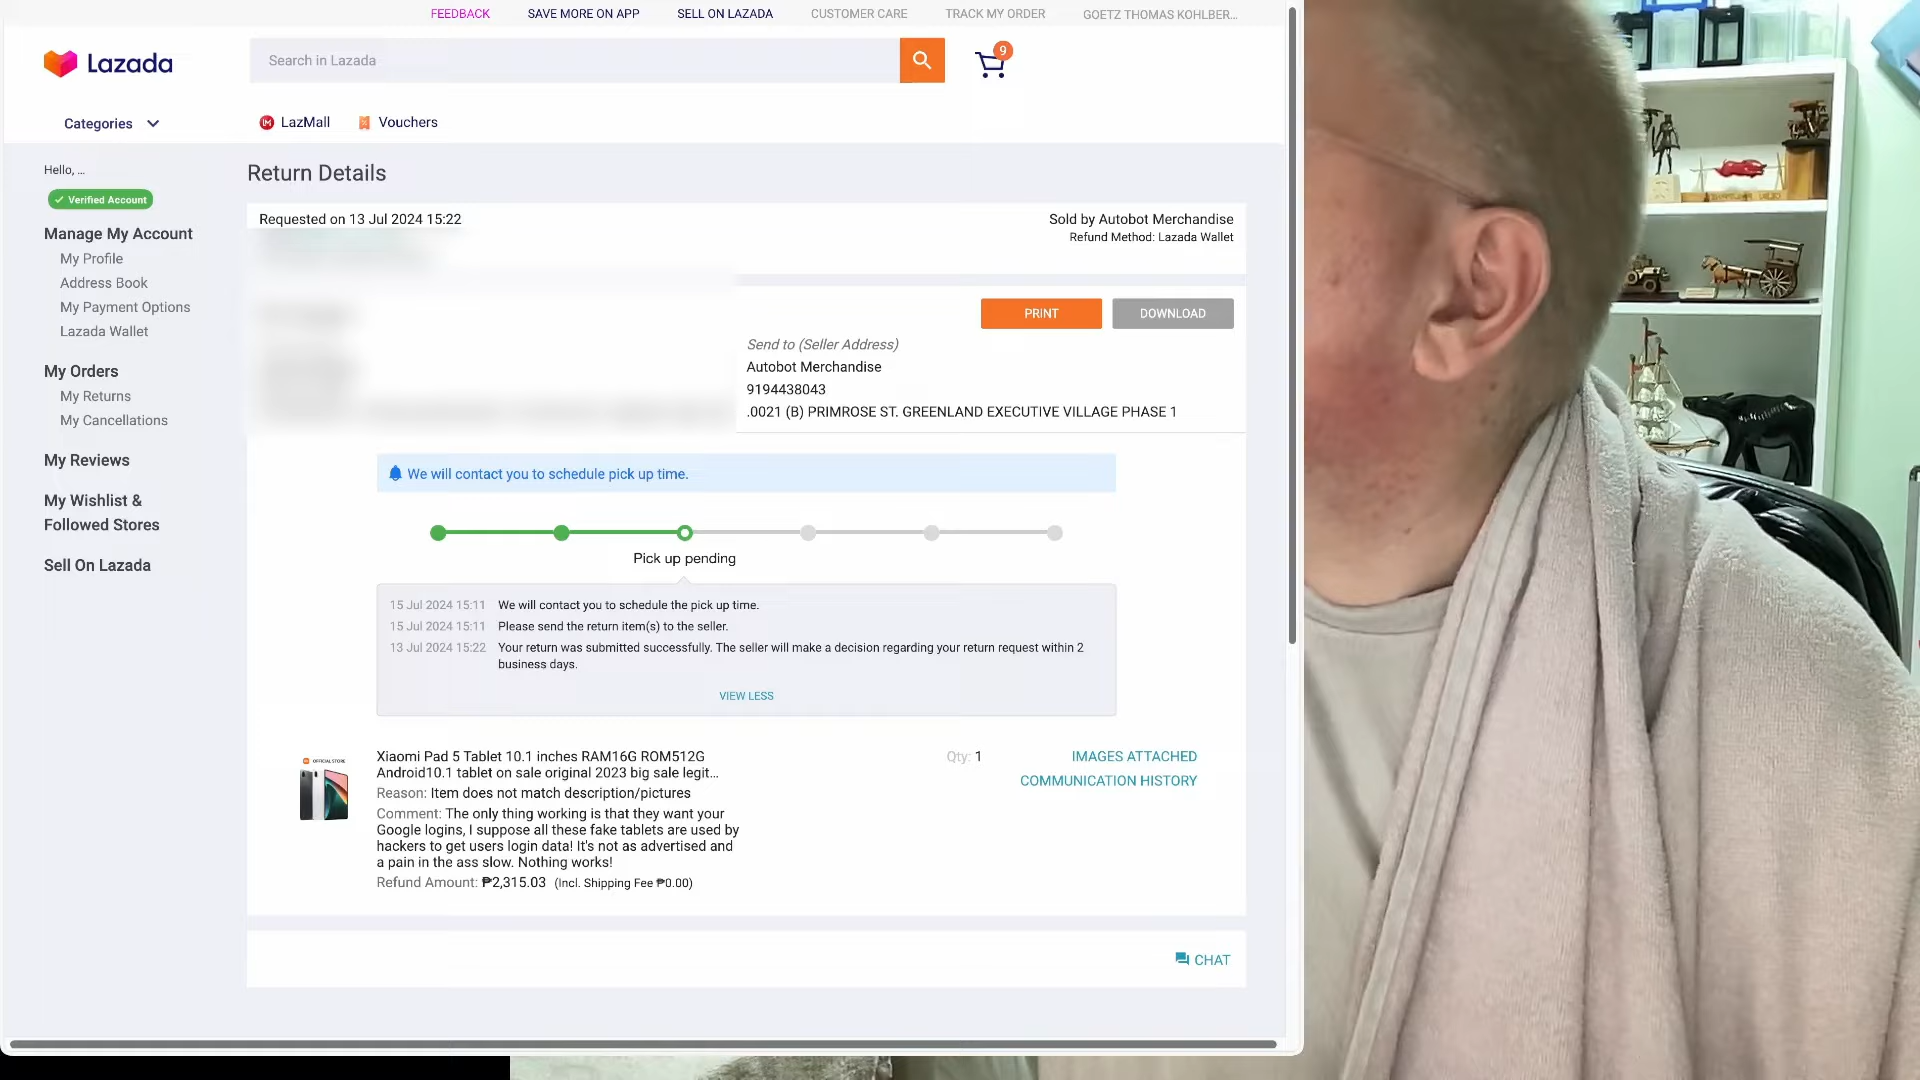 FEEDBACK SAVE MORE ON APP SELL ON LAZADA CUSTOMER CARE TRACK MY ORDER GOETZ THOMAS KOHLBER...
Lazada
Search in Lazada
9
Categories
LazMall Vouchers
Hello, ...
Verified Account
Manage My Account
My Profile
Address Book
My Payment Options
Lazada Wallet
My Orders
My Returns
My Cancellations
My Reviews
My Wishlist &
Followed Stores
Sell On Lazada
Return Details
Requested on 13 Jul 2024 15:22
Sold by Autobot Merchandise
Refund Method: Lazada Wallet
PRINT DOWNLOAD
Send to (Seller Address)
Autobot Merchandise
9194438043
.0021 (B) PRIMROSE ST. GREENLAND EXECUTIVE VILLAGE PHASE 1
We will contact you to schedule pick up time.
Pick up pending
15 Jul 2024 15:11 We will contact you to schedule the pick up time.
15 Jul 2024 15:11 Please send the return item(s) to the seller.
13 Jul 2024 15:22 Your return was submitted successfully. The seller will make a decision regarding your return request within 2
business days.
VIEW LESS
OFFICIAL STORE
Xiaomi Pad 5 Tablet 10.1 inches RAM16G ROM512G
Android10.1 tablet on sale original 2023 big sale legit...
Qty: 1
IMAGES ATTACHED
COMMUNICATION HISTORY
Reason: Item does not match description/pictures
Comment: The only thing working is that they want your
Google logins, I suppose all these fake tablets are used by
hackers to get users login data! It's not as advertised and
a pain in the ass slow. Nothing works!
Refund Amount: ₱2,315.03 (Incl. Shipping Fee ₱0.00)
CHAT